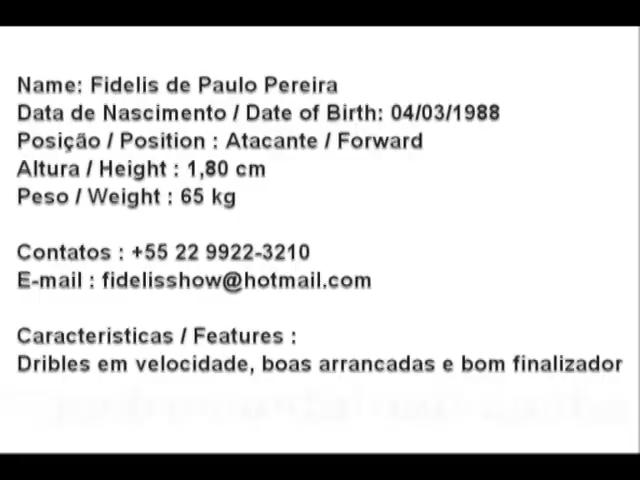 Name: Fidelis de Paulo Pereira
Data de Nascimento / Date of Birth: 04/03/1988
Posição / Position : Atacante / Forward
Altura / Height : 1,80 cm
Peso / Weight : 65 kg
Contatos : +55 22 9922-3210
E-mail : fidelisshow@hotmail.com
Caracteristicas / Features :
Dribles em velocidade, boas arrancadas e bom finalizador